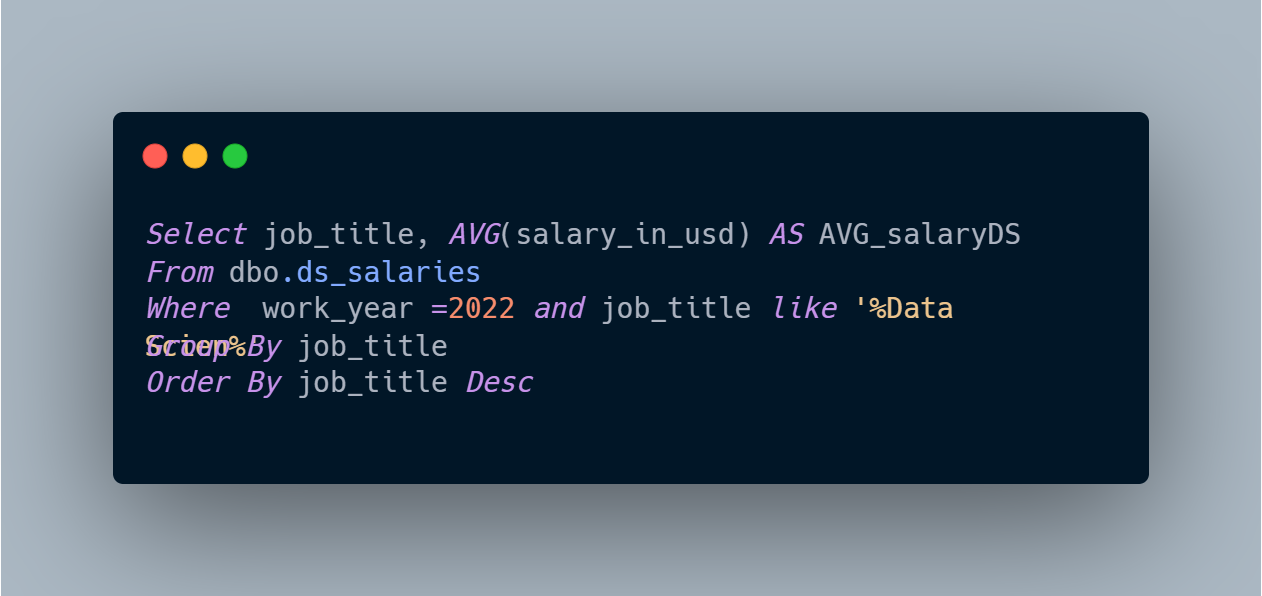 Select job_title, AVG(salary_in_usd) AS AVG_salaryDS
From dbo.ds_salaries
Where  work_year =2022 and job_title like '%Data
Scien%'
Group By job_title
Order By job_title Desc